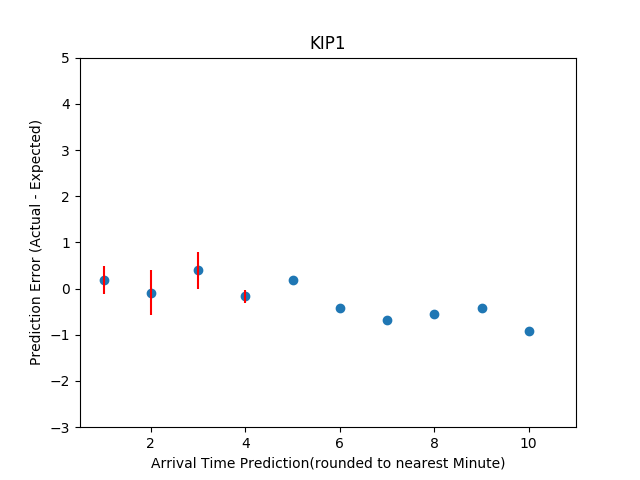 KIP1
5
4
3
2
1
0
−1
−2
−3
Prediction Error (Actual - Expected)
2 4 6 8 10
Arrival Time Prediction(rounded to nearest Minute)